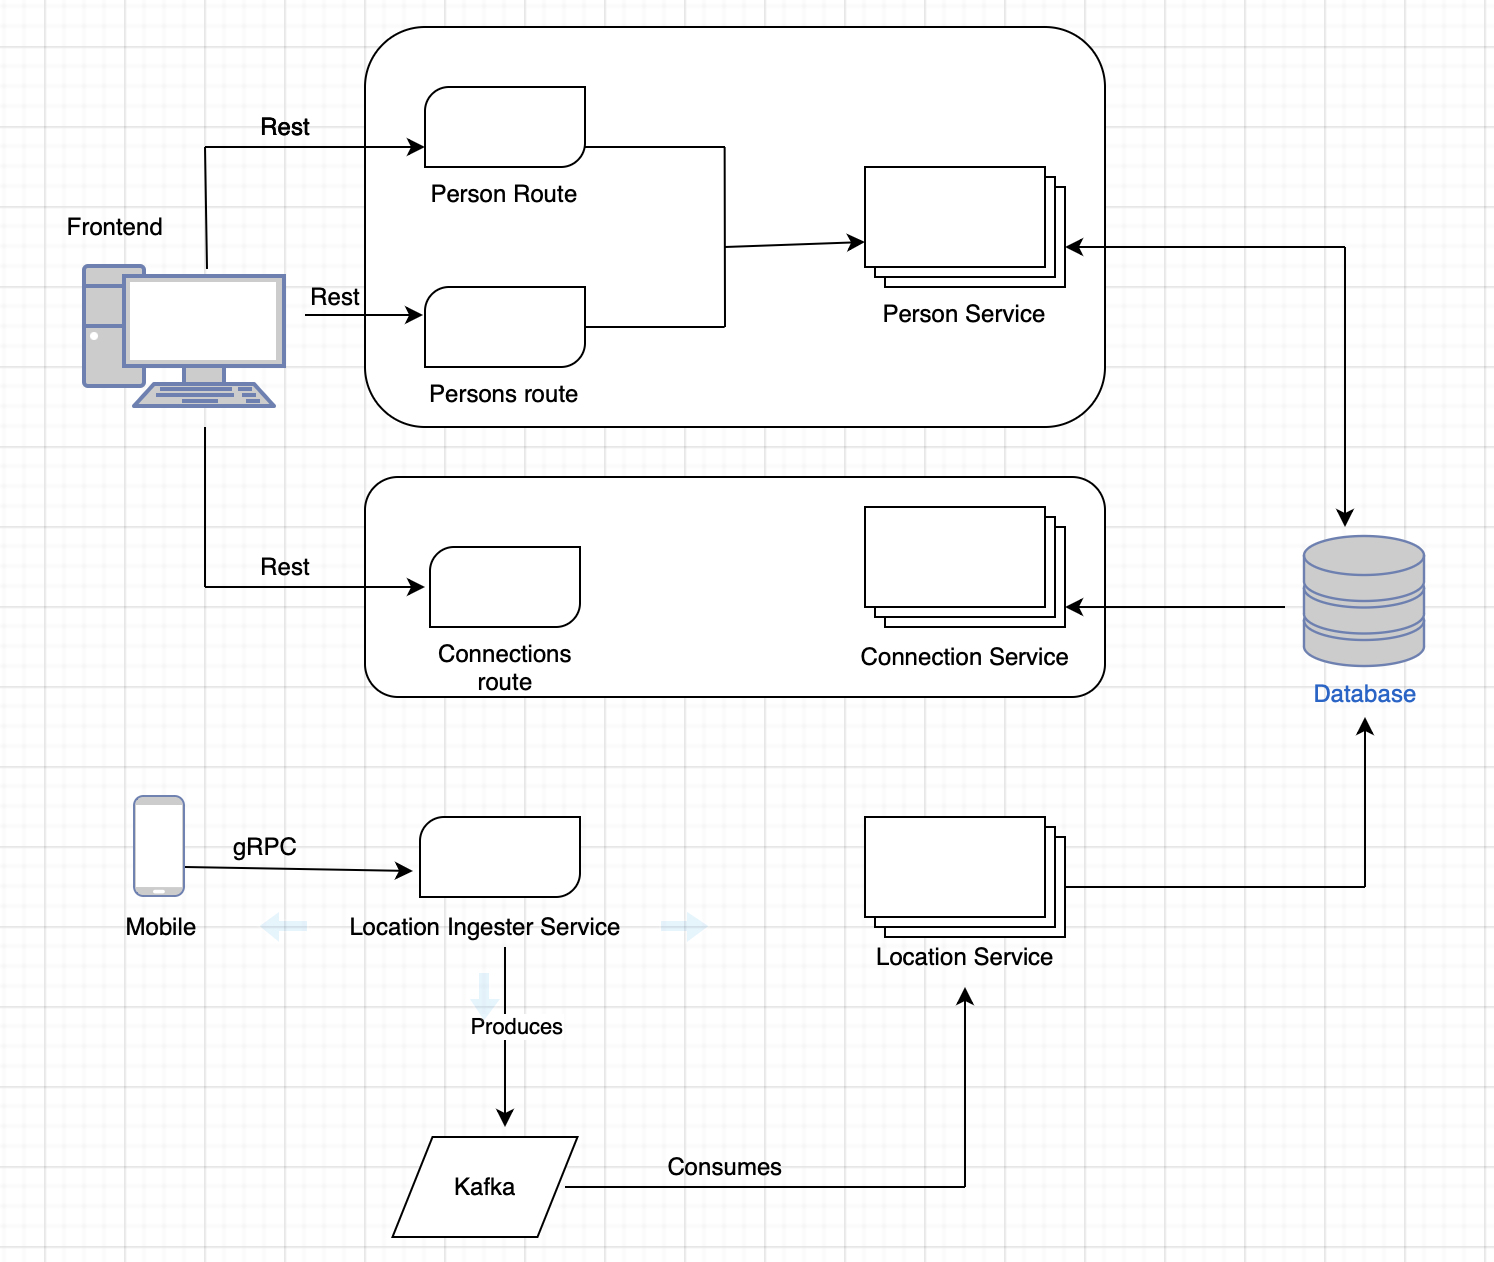 Rest
Person Route
Frontend
Rest
Person Service
Persons route
Rest
Connections
route
Connection Service
Database
gRPC
Mobile
Location Ingester Service
Location Service
Produces
Consumes
Kafka